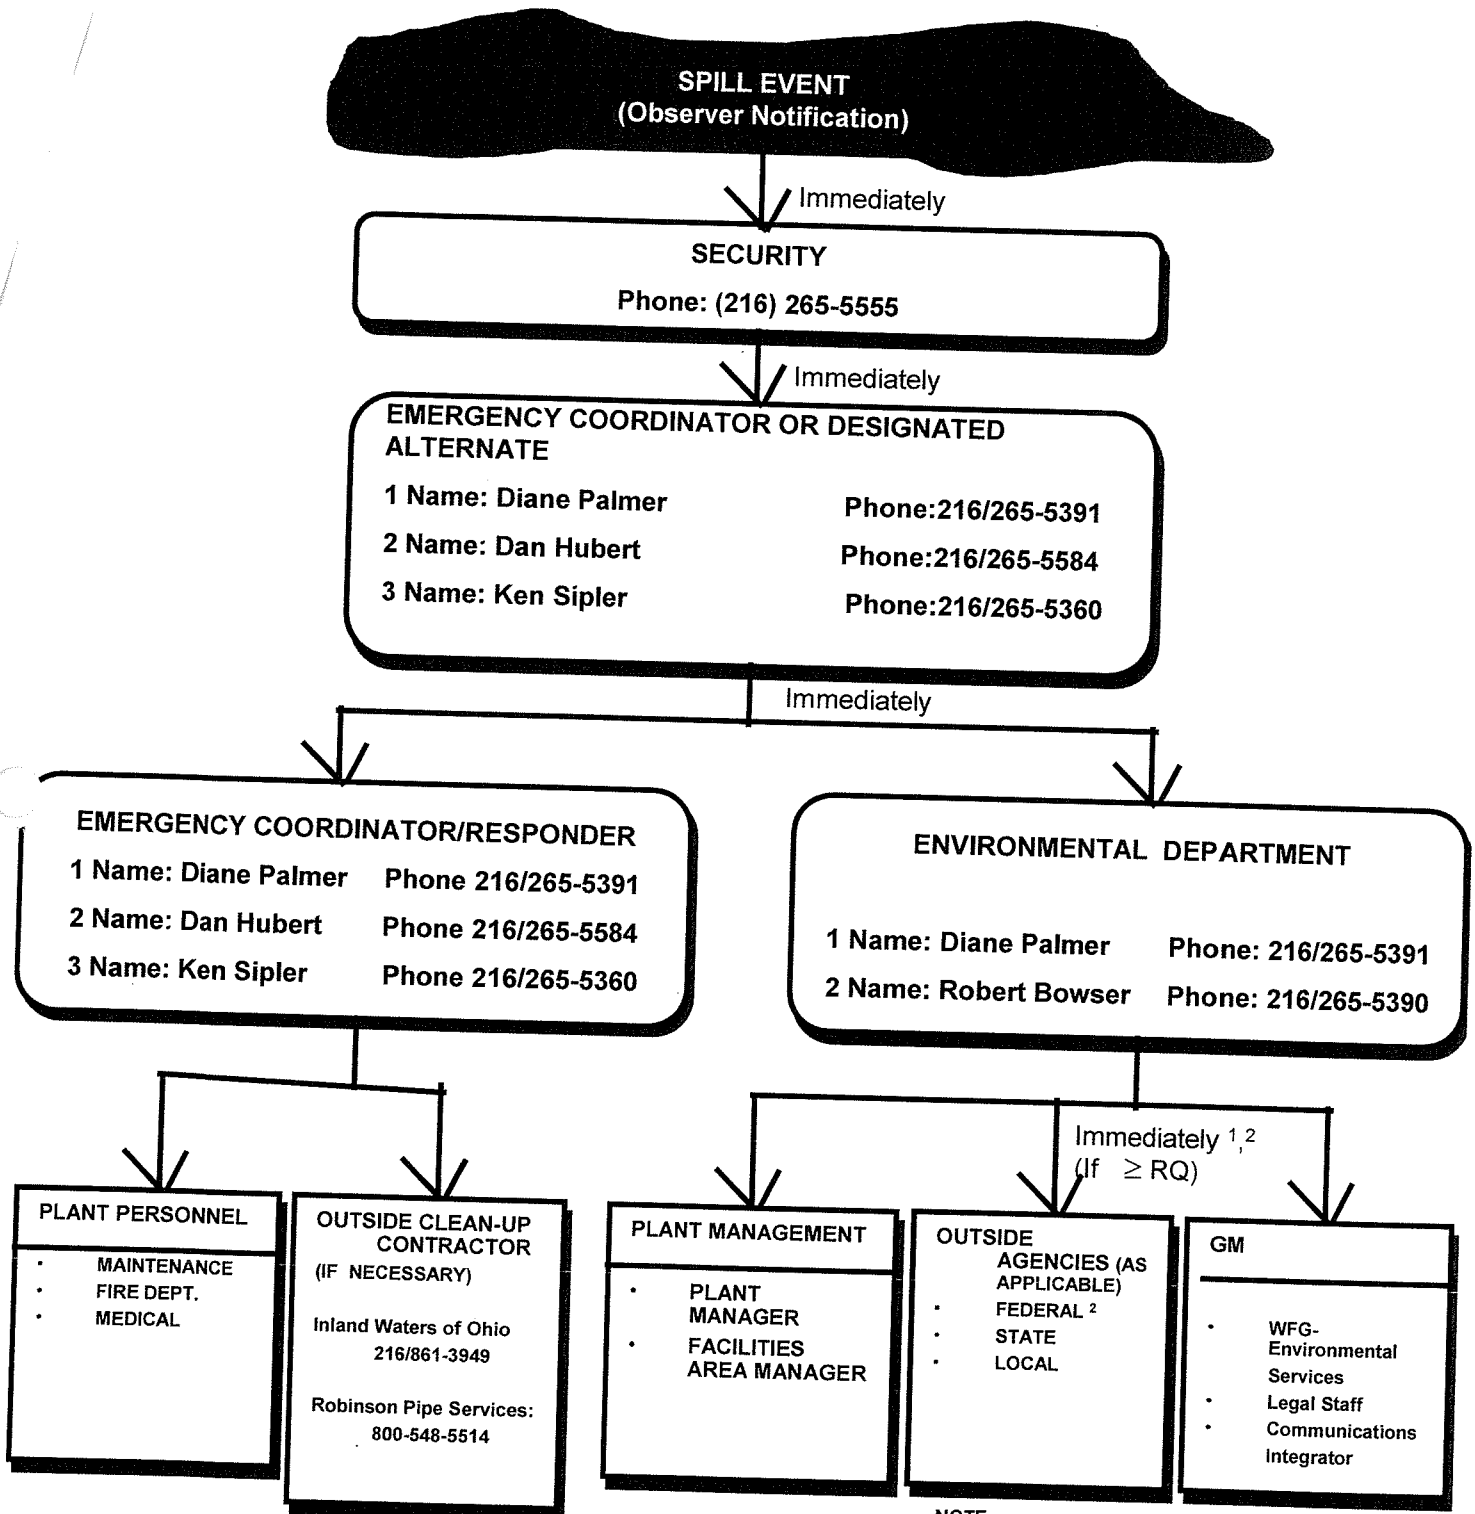 SPILL EVENT
(Observer Notification)
Immediately
SECURITY
Phone: (216) 265-5555
Immediately
EMERGENCY COORDINATOR OR DESIGNATED
ALTERNATE
1 Name: Diane Palmer Phone:216/265-5391
2 Name: Dan Hubert Phone:216/265-5584
3 Name: Ken Sipler Phone:216/265-5360
Immediately
EMERGENCY COORDINATOR/RESPONDER
1 Name: Diane Palmer Phone 216/265-5391
2 Name: Dan Hubert Phone 216/265-5584
3 Name: Ken Sipler Phone 216/265-5360
ENVIRONMENTAL DEPARTMENT
1 Name: Diane Palmer Phone: 216/265-5391
2 Name: Robert Bowser Phone: 216/265-5390
Immediately ¹,²
(If ≥ RQ)
PLANT PERSONNEL
· MAINTENANCE
· FIRE DEPT.
· MEDICAL
OUTSIDE CLEAN-UP
CONTRACTOR
(IF NECESSARY)
Inland Waters of Ohio
216/861-3949
Robinson Pipe Services:
800-548-5514
PLANT MANAGEMENT
· PLANT
MANAGER
· FACILITIES
AREA MANAGER
OUTSIDE
AGENCIES (AS
APPLICABLE)
· FEDERAL ²
· STATE
· LOCAL
GM
· WFG-
Environmental
Services
· Legal Staff
· Communications
Integrator
NOTE